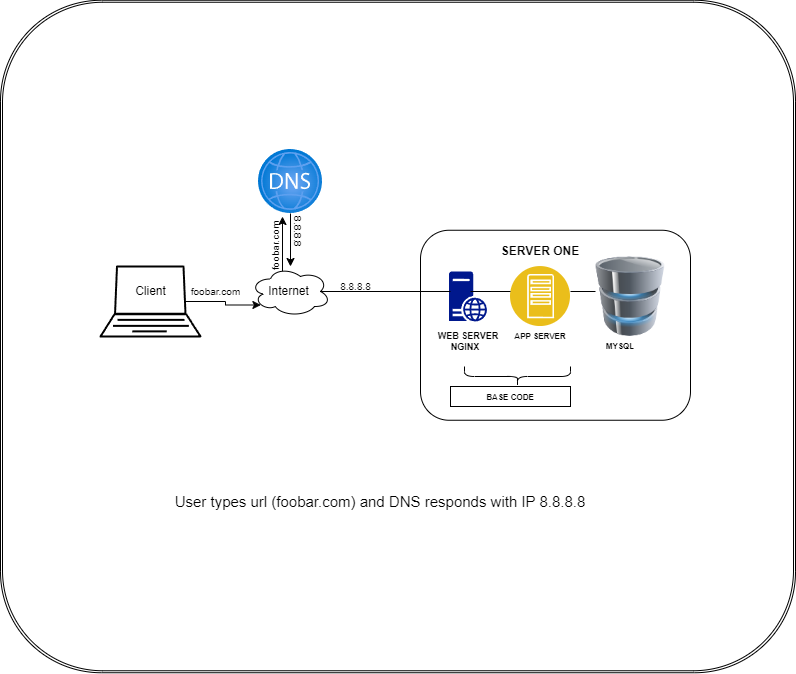 DNS
foobar.com
8.8.8.8
Client
foobar.com
Internet
8.8.8.8
SERVER ONE
WEB SERVER
NGINX
APP SERVER
MYSQL
BASE CODE
User types url (foobar.com) and DNS responds with IP 8.8.8.8